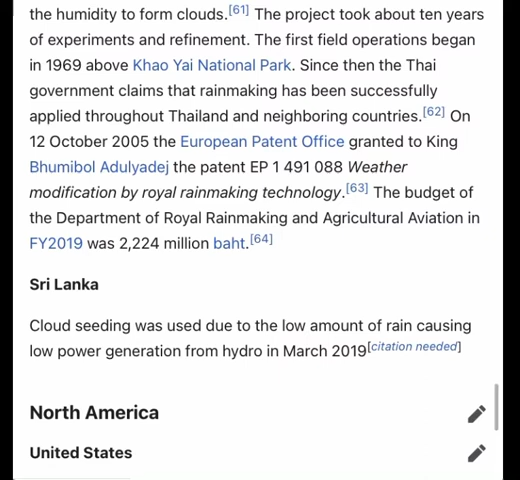 the humidity to form clouds.[61] The project took about ten years
of experiments and refinement. The first field operations began
in 1969 above Khao Yai National Park. Since then the Thai
government claims that rainmaking has been successfully
applied throughout Thailand and neighboring countries.[62] On
12 October 2005 the European Patent Office granted to King
Bhumibol Adulyadej the patent EP 1 491 088 Weather
modification by royal rainmaking technology.[63] The budget of
the Department of Royal Rainmaking and Agricultural Aviation in
FY2019 was 2,224 million baht.[64]
Sri Lanka
Cloud seeding was used due to the low amount of rain causing
low power generation from hydro in March 2019[citation needed]
North America
United States